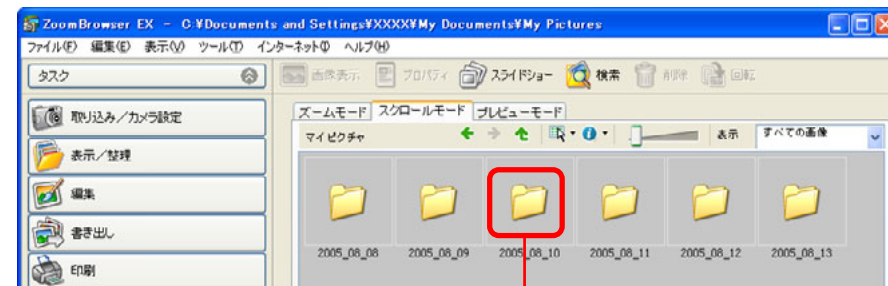 ZoomBrowser EX - C:¥Documents and Settings¥XXXX¥My Documents¥My Pictures
ファイル(F) 編集(E) 表示(V) ツール(T) インターネット(I) ヘルプ(H)
タスク
画像表示 プロパティ スライドショー 検索 削除 回転
取り込み/カメラ設定
表示/整理
編集
書き出し
印刷
ズームモード スクロールモード プレビューモード
マイ ピクチャ 表示 すべての画像
2005_08_08 2005_08_09 2005_08_10 2005_08_11 2005_08_12 2005_08_13